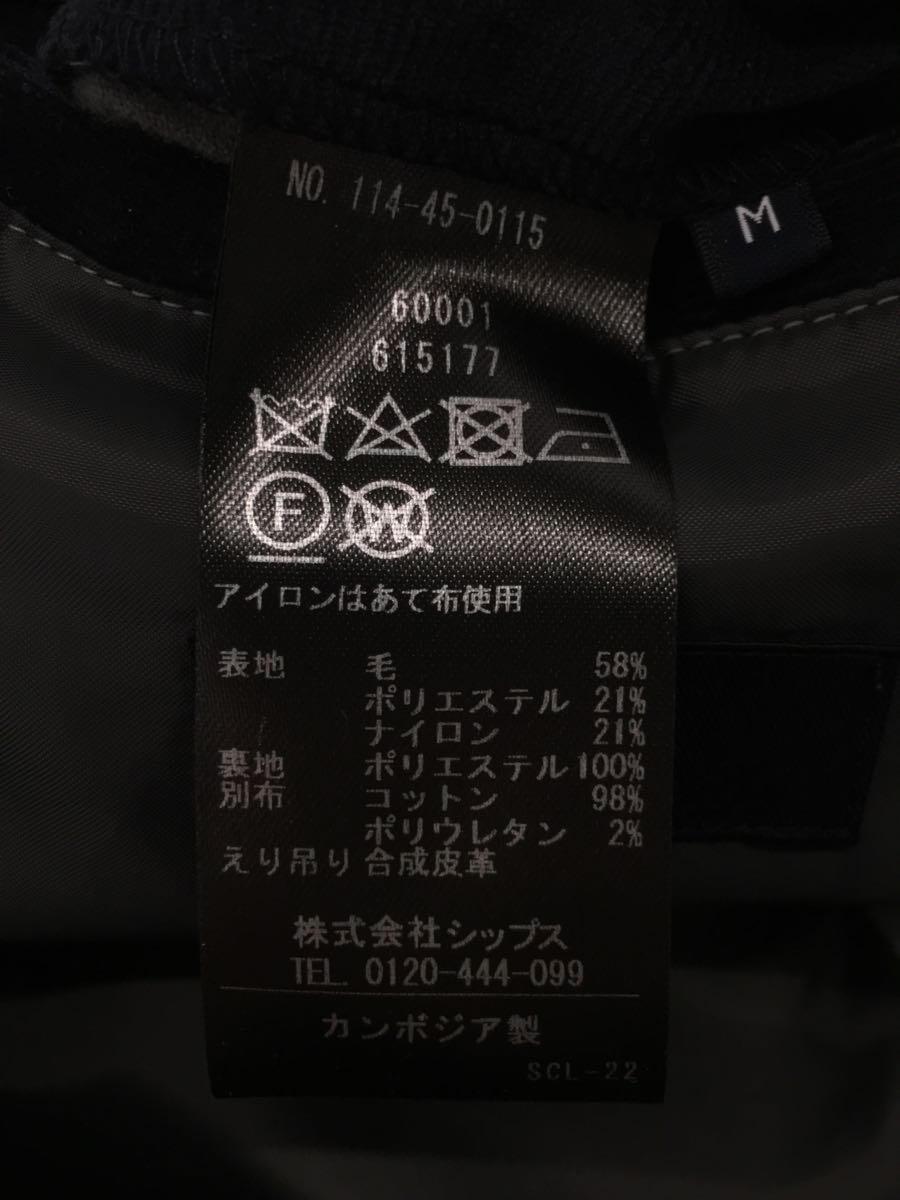 NO. 114-45-0115
M
60001
615177
F
W
アイロンはあて布使用
表地 毛 58%
ポリエステル 21%
ナイロン 21%
裏地 ポリエステル 100%
別布 コットン 98%
ポリウレタン 2%
えり吊り 合成皮革
株式会社シップス
TEL. 0120-444-099
カンボジア製
SCL-22